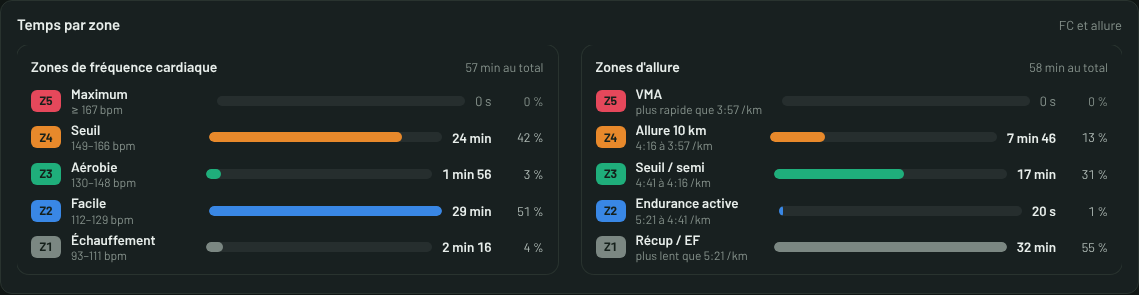 Temps par zone
FC et allure
Zones de fréquence cardiaque
57 min au total
Z5 Maximum 0 s 0 %
≥ 167 bpm
Z4 Seuil 24 min 42 %
149–166 bpm
Z3 Aérobie 1 min 56 3 %
130–148 bpm
Z2 Facile 29 min 51 %
112–129 bpm
Z1 Échauffement 2 min 16 4 %
93–111 bpm
Zones d'allure
58 min au total
Z5 VMA 0 s 0 %
plus rapide que 3:57 /km
Z4 Allure 10 km 7 min 46 13 %
4:16 à 3:57 /km
Z3 Seuil / semi 17 min 31 %
4:41 à 4:16 /km
Z2 Endurance active 20 s 1 %
5:21 à 4:41 /km
Z1 Récup / EF 32 min 55 %
plus lent que 5:21 /km